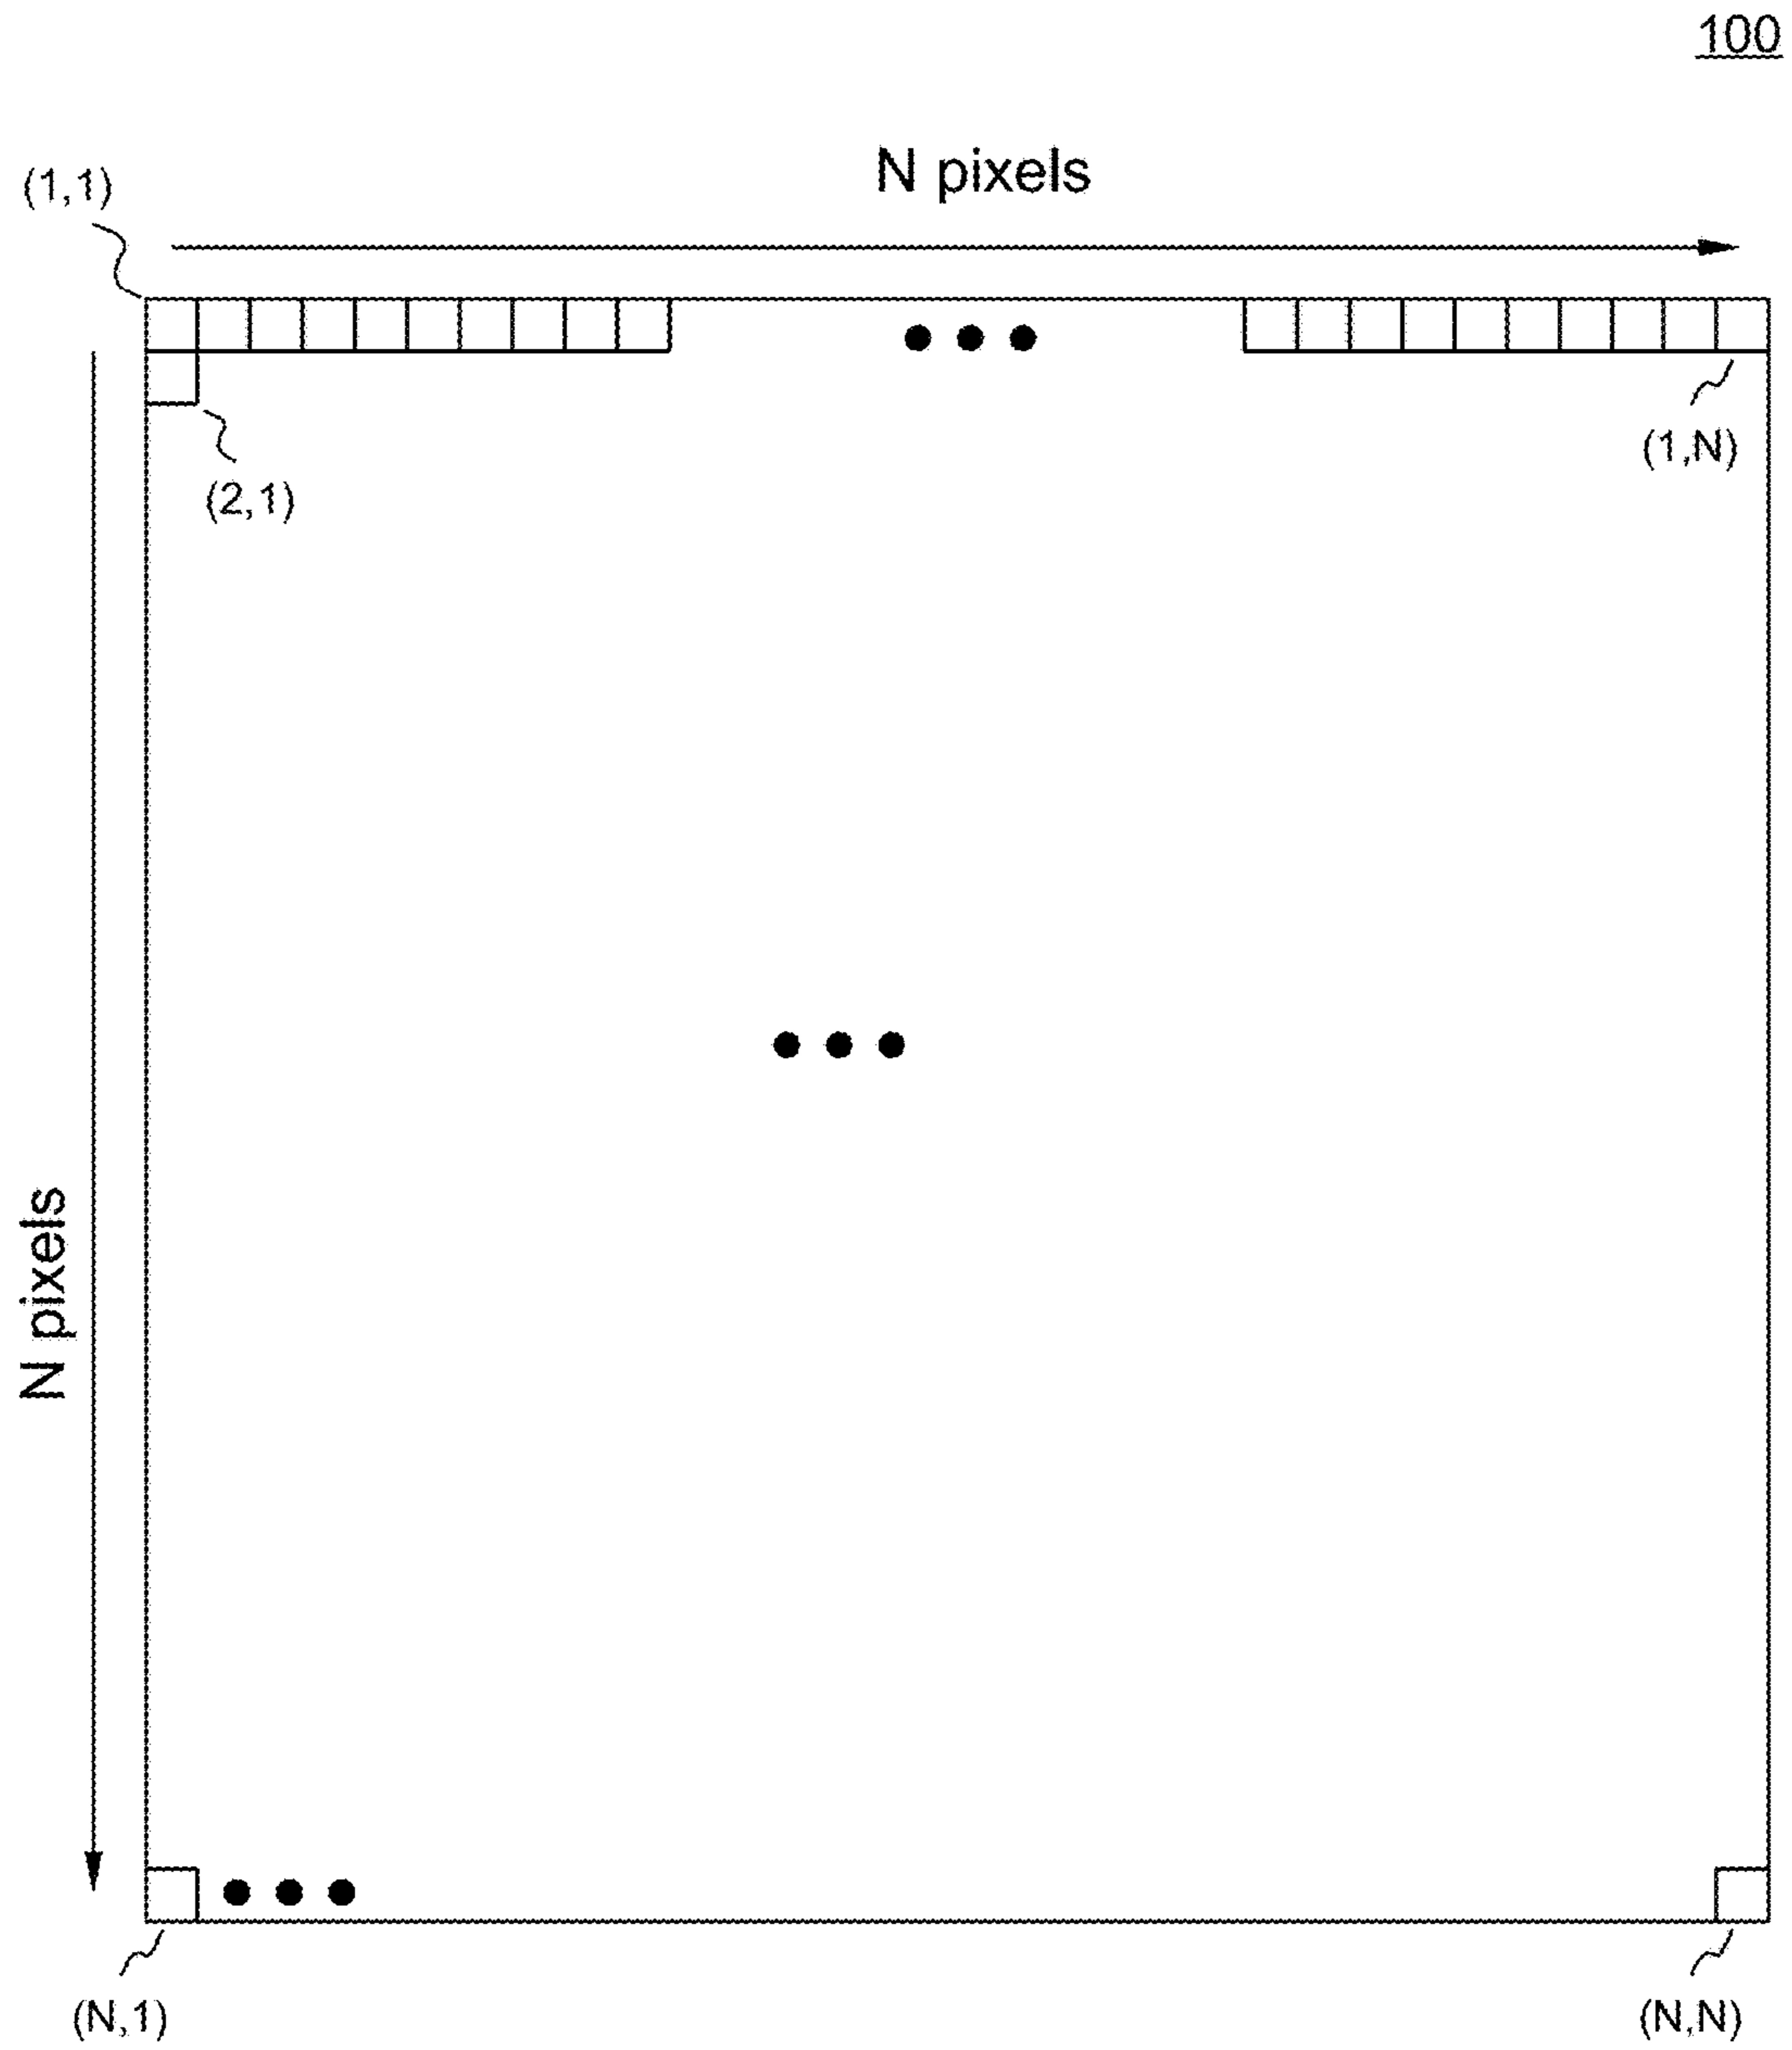 100
N pixels
(1,1)
(1,N)
(2,1)
N pixels
(N,1)
(N,N)